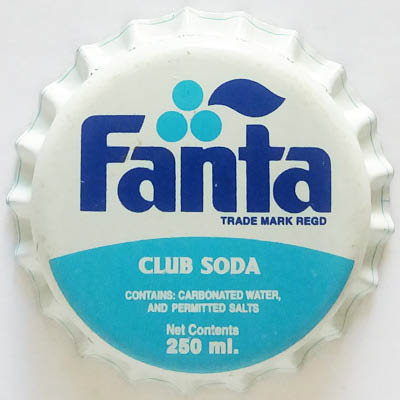 Fanta
TRADE MARK REGD
CLUB SODA
CONTAINS: CARBONATED WATER,
AND PERMITTED SALTS
Net Contents
250 ml.